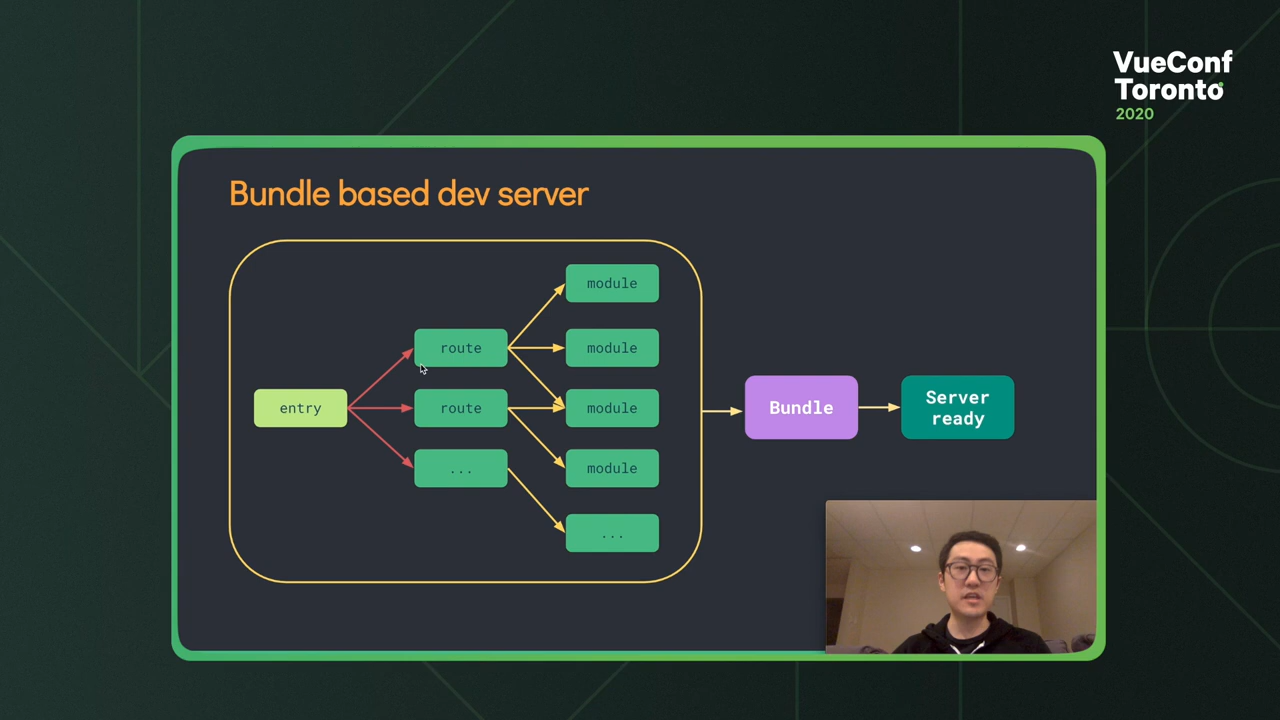 VueConf
Toronto
2020
Bundle based dev server
module
route
module
entry
route
module
Bundle
Server
ready
...
module
...